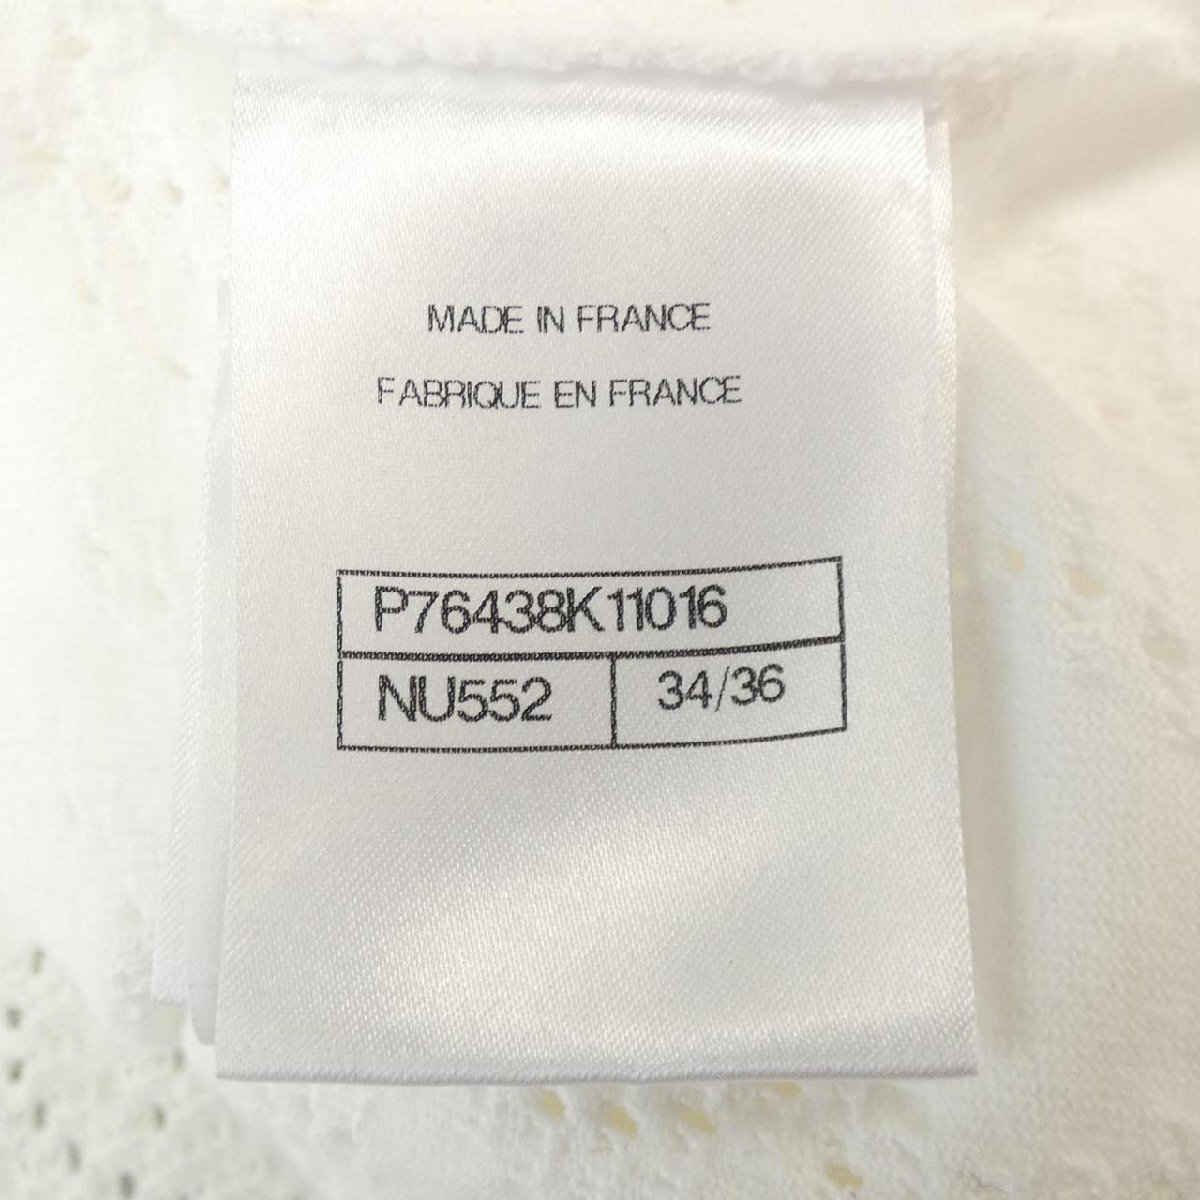 MADE IN FRANCE
FABRIQUE EN FRANCE
P76438K11016
NU552 34/36